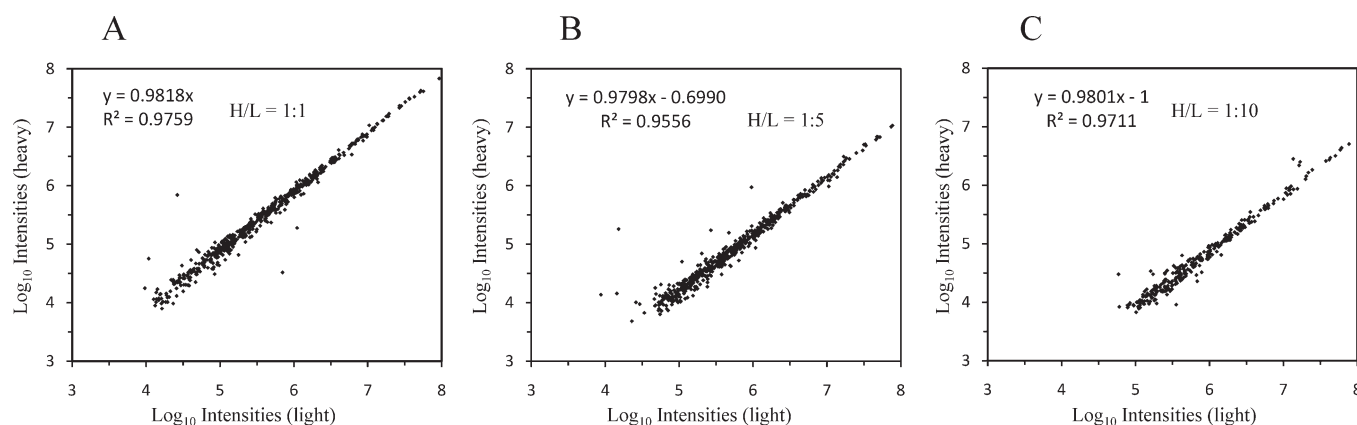 A
8
7
6
5
4
3
3 4 5 6 7 8
Log₁₀ Intensities (heavy)
Log₁₀ Intensities (light)
y = 0.9818x
R² = 0.9759
H/L = 1:1
B
8
7
6
5
4
3
3 4 5 6 7 8
Log₁₀ Intensities (heavy)
Log₁₀ Intensities (light)
y = 0.9798x - 0.6990
R² = 0.9556
H/L = 1:5
C
8
7
6
5
4
3
3 4 5 6 7 8
Log₁₀ Intensities (heavy)
Log₁₀ Intensities (light)
y = 0.9801x - 1
R² = 0.9711
H/L = 1:10